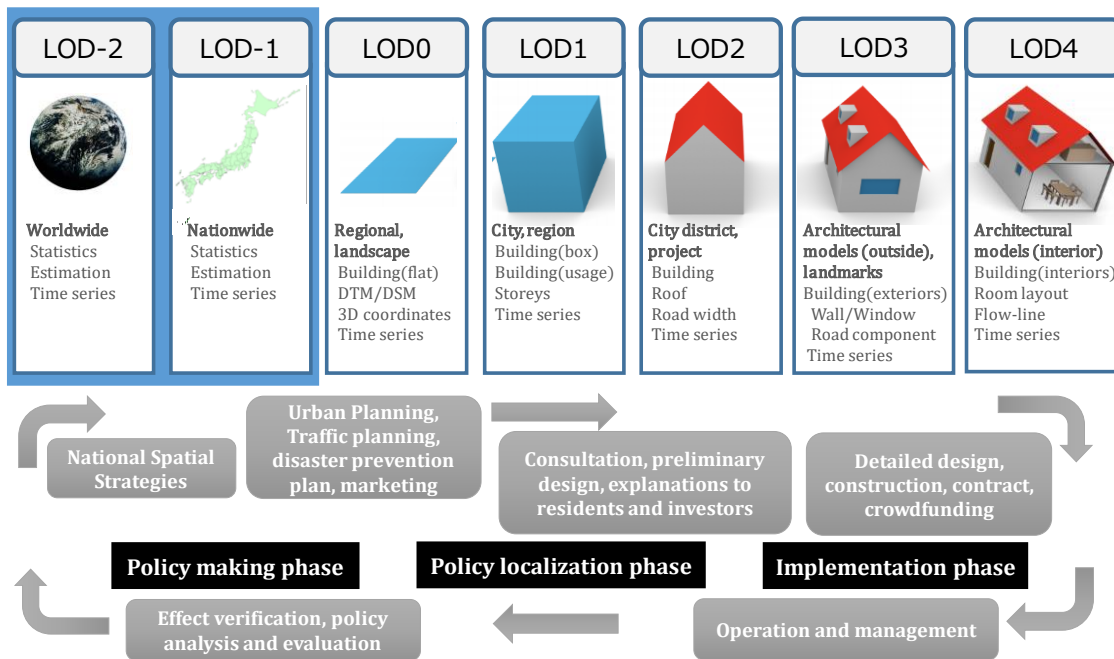 LOD-2
LOD-1
LOD0
LOD1
LOD2
LOD3
LOD4
Worldwide
Statistics
Estimation
Time series
Nationwide
Statistics
Estimation
Time series
Regional,
landscape
Building(flat)
DTM/DSM
3D coordinates
Time series
City, region
Building(box)
Building(usage)
Storeys
Time series
City district,
project
Building
Roof
Road width
Time series
Architectural
models (outside),
landmarks
Building(exteriors)
Wall/Window
Road component
Time series
Architectural
models (interior)
Building(interiors)
Room layout
Flow-line
Time series
National Spatial
Strategies
Urban Planning,
Traffic planning,
disaster prevention
plan, marketing
Consultation, preliminary
design, explanations to
residents and investors
Detailed design,
construction, contract,
crowdfunding
Policy making phase
Policy localization phase
Implementation phase
Effect verification, policy
analysis and evaluation
Operation and management